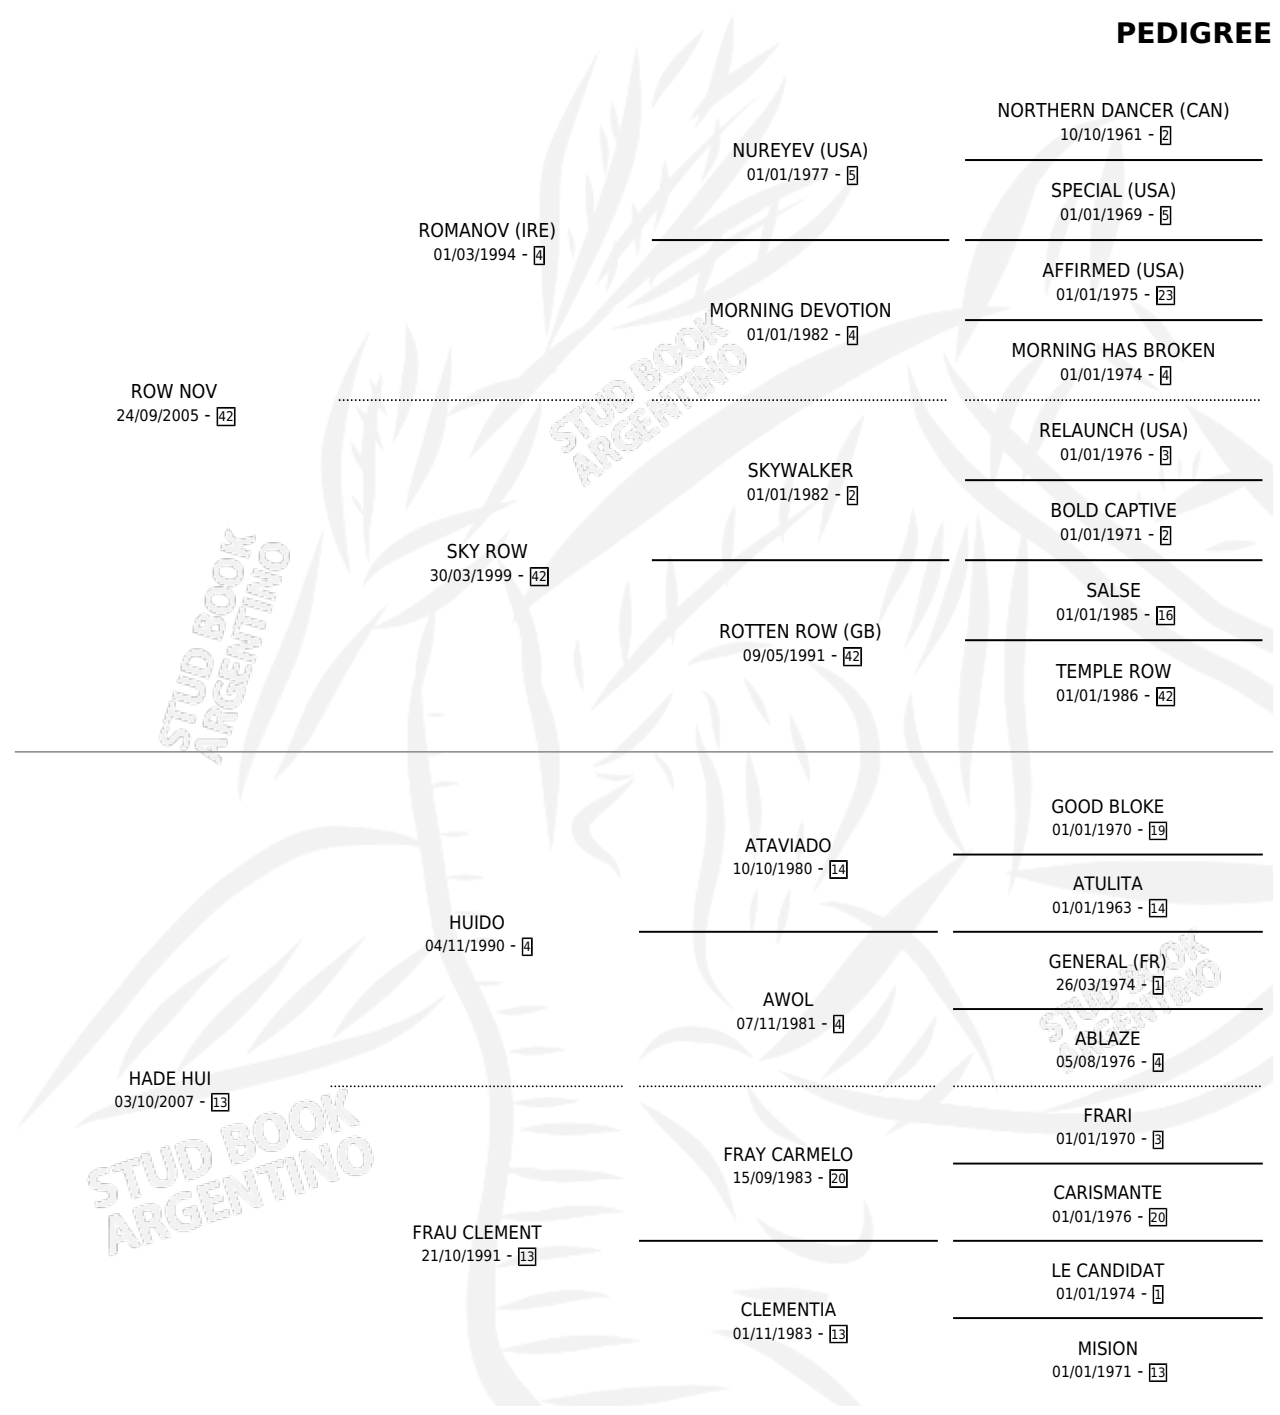 PEDIGREE
NORTHERN DANCER (CAN)
10/10/1961 - 2
NUREYEV (USA)
01/01/1977 - 5
SPECIAL (USA)
01/01/1969 - 5
ROMANOV (IRE)
01/03/1994 - 4
AFFIRMED (USA)
01/01/1975 - 23
MORNING DEVOTION
01/01/1982 - 4
MORNING HAS BROKEN
01/01/1974 - 4
ROW NOV
24/09/2005 - 42
RELAUNCH (USA)
01/01/1976 - 3
SKYWALKER
01/01/1982 - 2
BOLD CAPTIVE
01/01/1971 - 2
SKY ROW
30/03/1999 - 42
SALSE
01/01/1985 - 16
ROTTEN ROW (GB)
09/05/1991 - 42
TEMPLE ROW
01/01/1986 - 42
GOOD BLOKE
01/01/1970 - 19
ATAVIADO
10/10/1980 - 14
ATULITA
01/01/1963 - 14
HUIDO
04/11/1990 - 4
GENERAL (FR)
26/03/1974 - 1
AWOL
07/11/1981 - 4
ABLAZE
05/08/1976 - 4
HADE HUI
03/10/2007 - 13
FRARI
01/01/1970 - 3
FRAY CARMELO
15/09/1983 - 20
CARISMANTE
01/01/1976 - 20
FRAU CLEMENT
21/10/1991 - 13
LE CANDIDAT
01/01/1974 - 1
CLEMENTIA
01/11/1983 - 13
MISION
01/01/1971 - 13
STUD BOOK
ARGENTINO
STUD BOOK
ARGENTINO
STUD BOOK
ARGENTINO
STUD BOOK
ARGENTINO